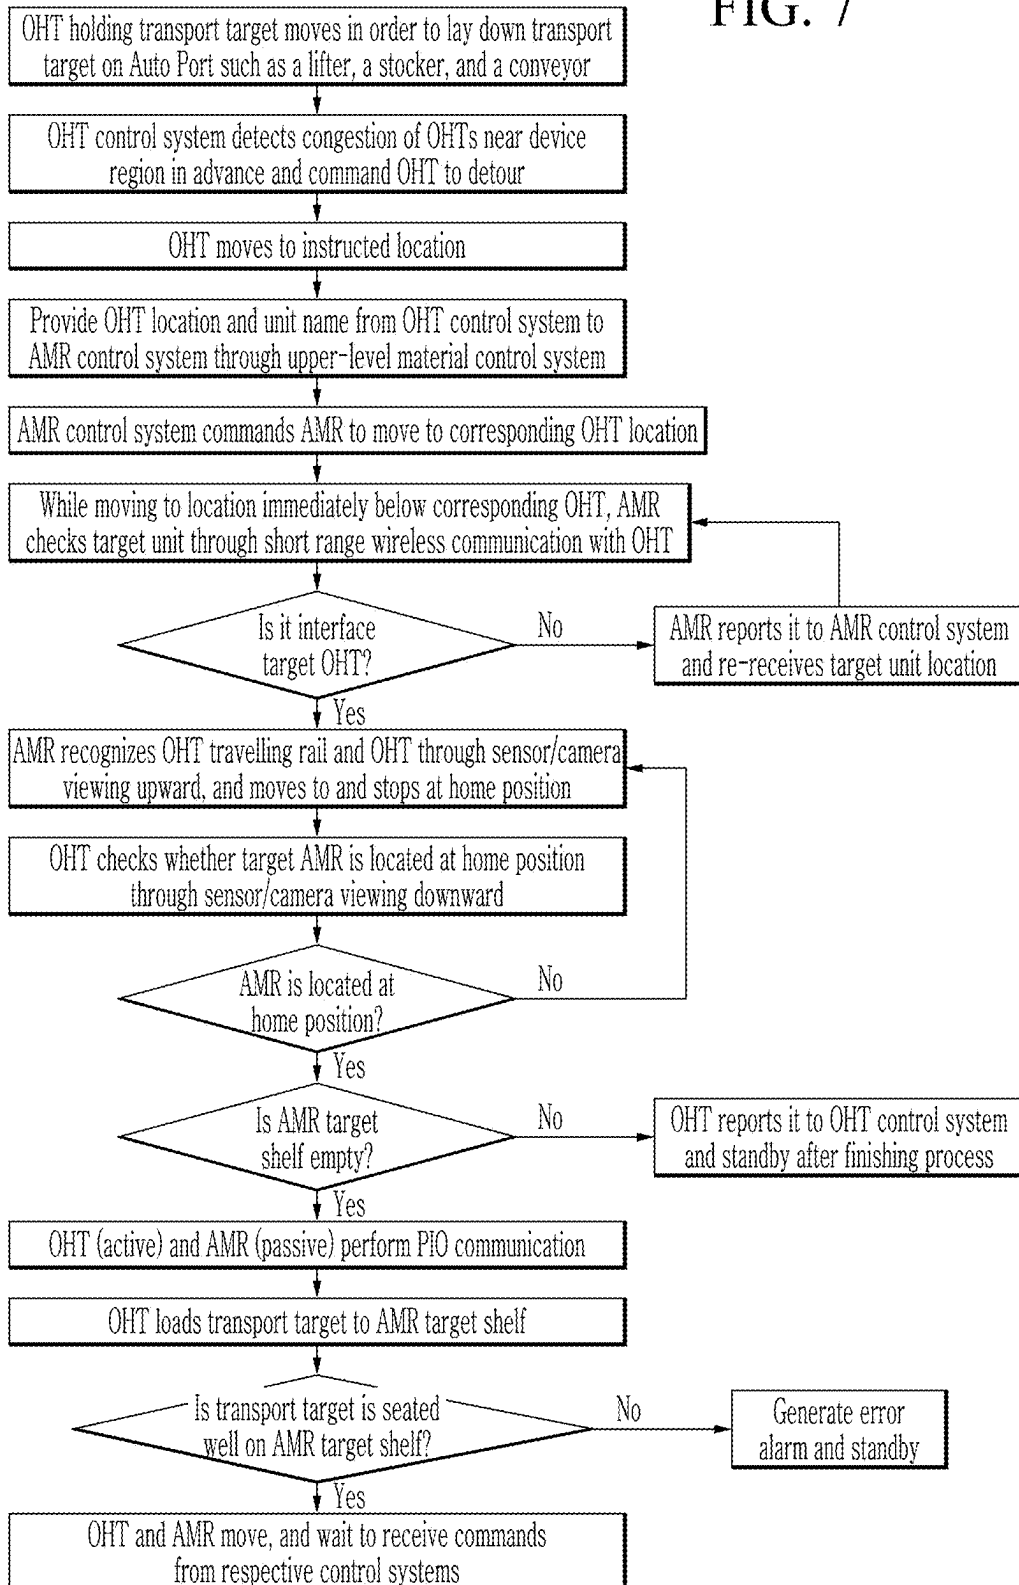 FIG. 7
OHT holding transport target moves in order to lay down transport
target on Auto Port such as a lifter, a stocker, and a conveyor
OHT control system detects congestion of OHTs near device
region in advance and command OHT to detour
OHT moves to instructed location
Provide OHT location and unit name from OHT control system to
AMR control system through upper-level material control system
AMR control system commands AMR to move to corresponding OHT location
While moving to location immediately below corresponding OHT, AMR
checks target unit through short range wireless communication with OHT
Is it interface
target OHT?
No
AMR reports it to AMR control system
and re-receives target unit location
Yes
AMR recognizes OHT travelling rail and OHT through sensor/camera
viewing upward, and moves to and stops at home position
OHT checks whether target AMR is located at home position
through sensor/camera viewing downward
AMR is located at
home position?
No
Yes
Is AMR target
shelf empty?
No
OHT reports it to OHT control system
and standby after finishing process
Yes
OHT (active) and AMR (passive) perform PIO communication
OHT loads transport target to AMR target shelf
Is transport target is seated
well on AMR target shelf?
No
Generate error
alarm and standby
Yes
OHT and AMR move, and wait to receive commands
from respective control systems